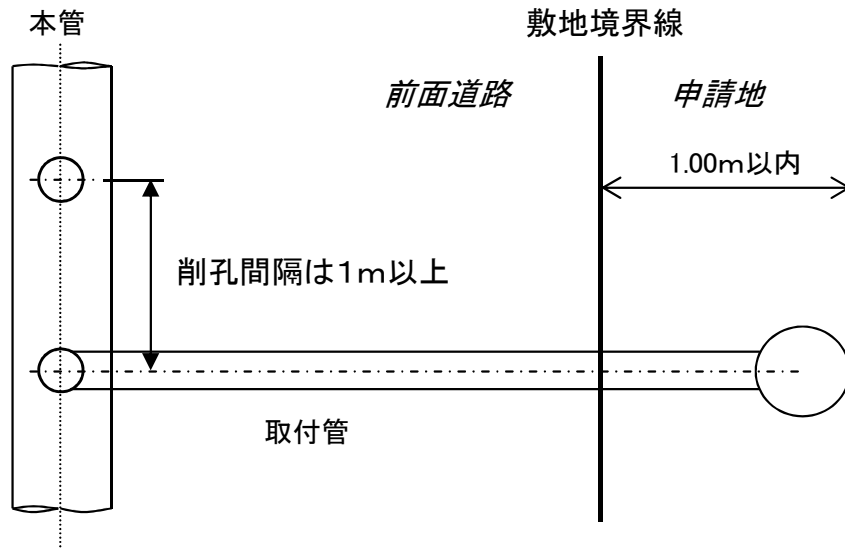 本管
敷地境界線
前面道路
申請地
1.00m以内
削孔間隔は1m以上
取付管